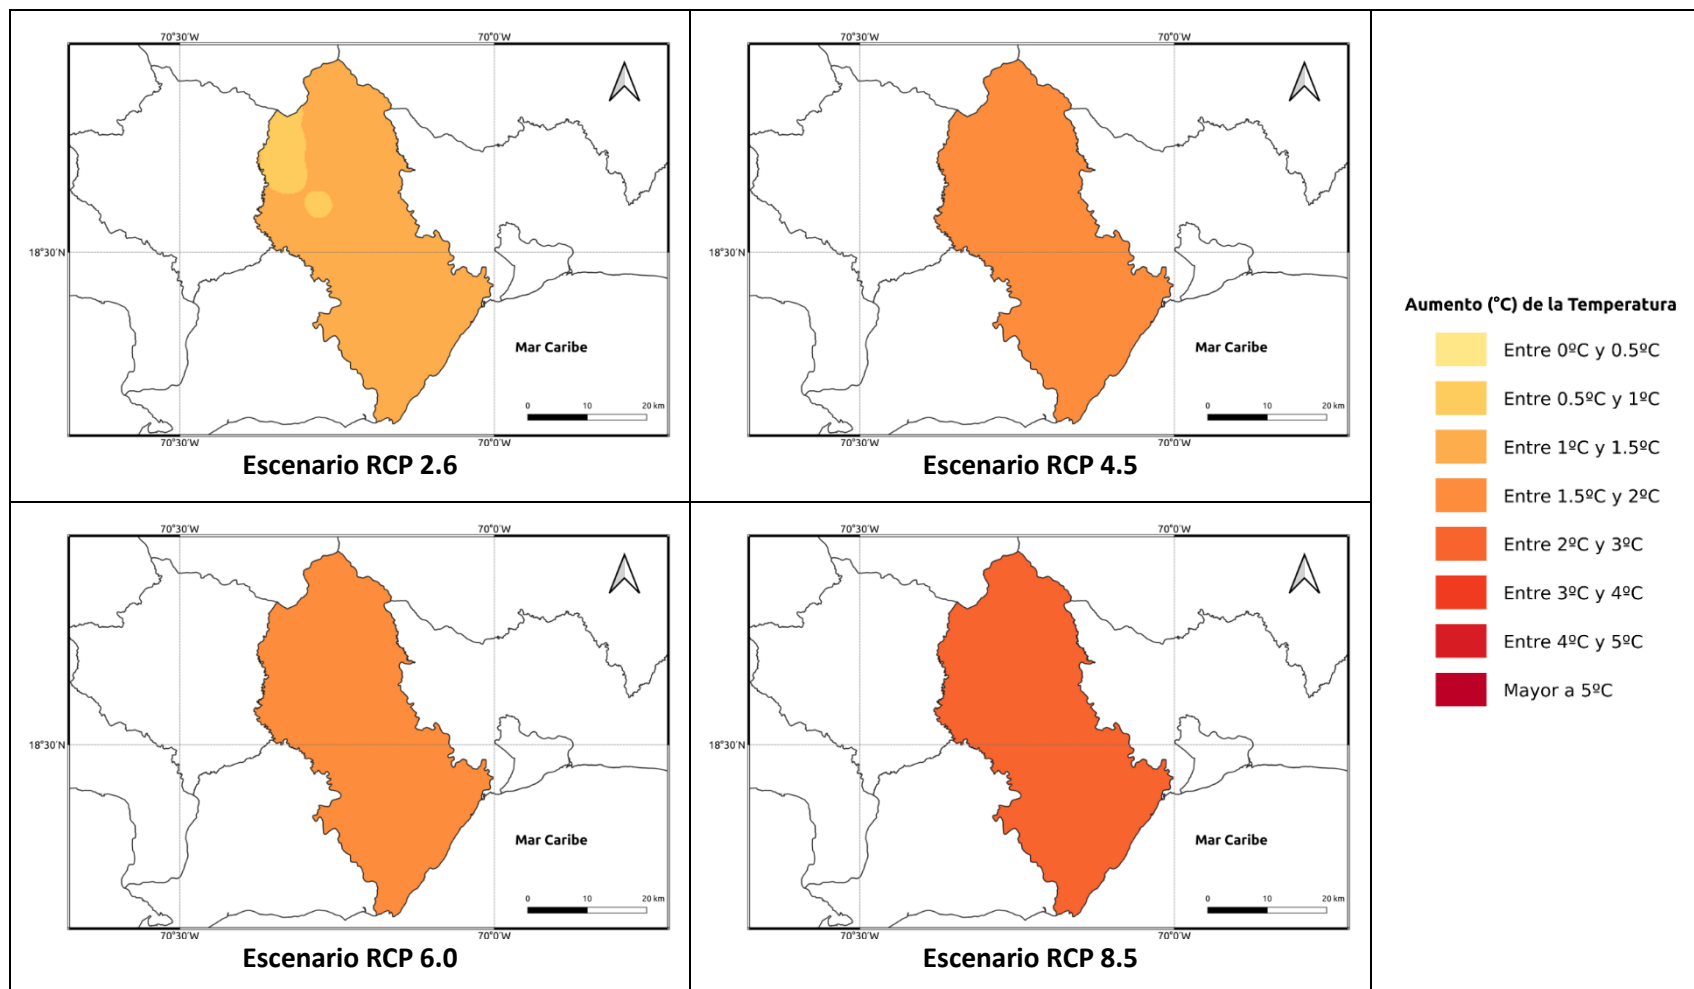 70°30'W 70°0'W
18°30'N
Mar Caribe
0 10 20 km
70°30'W 70°0'W
Escenario RCP 2.6
70°30'W 70°0'W
18°30'N
Mar Caribe
0 10 20 km
70°30'W 70°0'W
Escenario RCP 4.5
70°30'W 70°0'W
18°30'N
Mar Caribe
0 10 20 km
70°30'W 70°0'W
Escenario RCP 6.0
70°30'W 70°0'W
18°30'N
Mar Caribe
0 10 20 km
70°30'W 70°0'W
Escenario RCP 8.5
Aumento (°C) de la Temperatura
Entre 0ºC y 0.5ºC
Entre 0.5ºC y 1ºC
Entre 1ºC y 1.5ºC
Entre 1.5ºC y 2ºC
Entre 2ºC y 3ºC
Entre 3ºC y 4ºC
Entre 4ºC y 5ºC
Mayor a 5ºC